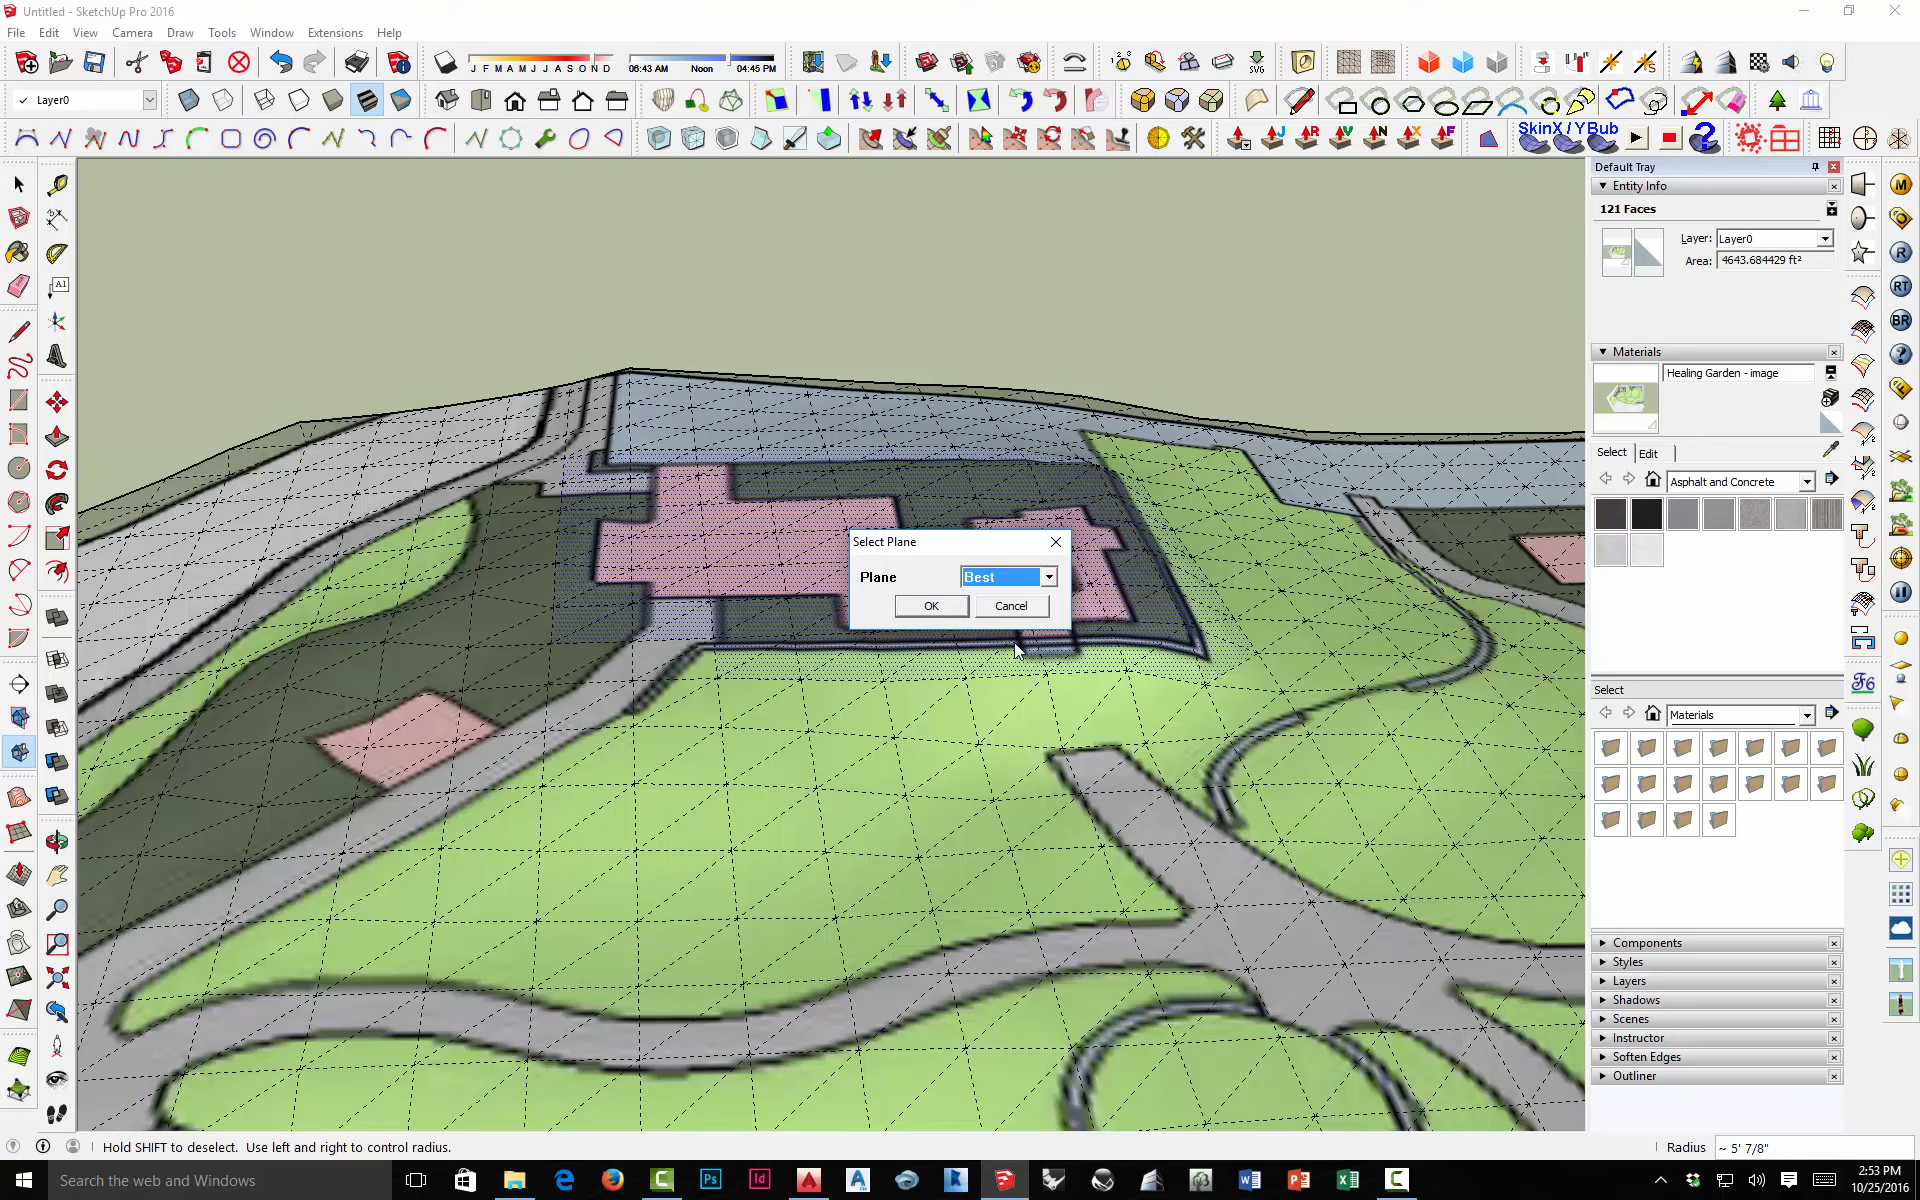 Untitled - SketchUp Pro 2016
File Edit View Camera Draw Tools Window Extensions Help
J F M A M J J A S O N D
06:43 AM Noon 04:45 PM
SVG
Layer0
SkinX / YBub
Default Tray
Entity Info
121 Faces
Layer: Layer0
Area: 4643.684429 ft²
Materials
Healing Garden - image
Select Edit
Asphalt and Concrete
Select Plane
Plane Best
OK Cancel
Select
Materials
Components
Styles
Layers
Shadows
Scenes
Instructor
Soften Edges
Outliner
Hold SHIFT to deselect. Use left and right to control radius.
Radius ~ 5' 7/8"
Search the web and Windows
2:53 PM
10/25/2016